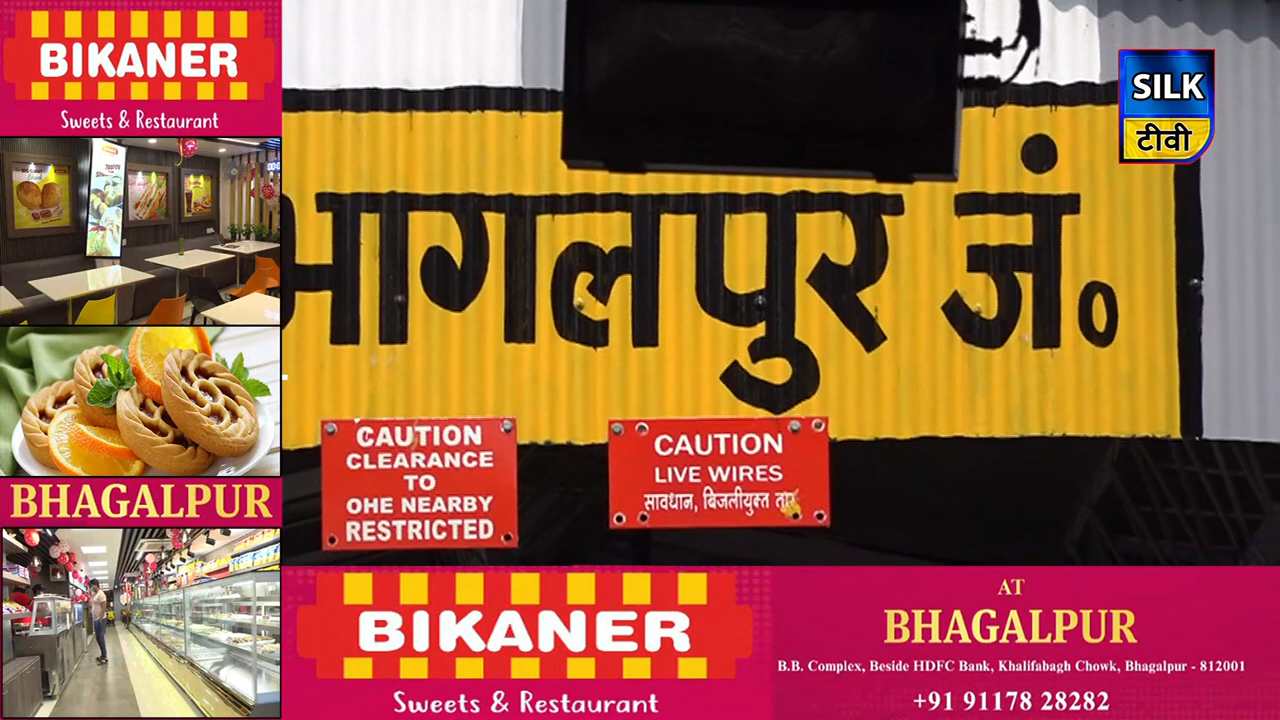 BIKANER
Sweets & Restaurant
BHAGALPUR
SILK
टीवी
भागलपुर जं०
CAUTION
CLEARANCE
TO
OHE NEARBY
RESTRICTED
CAUTION
LIVE WIRES
सावधान, बिजलीयुक्त तार
BIKANER
Sweets & Restaurant
AT
BHAGALPUR
B.B. Complex, Beside HDFC Bank, Khalifabagh Chowk, Bhagalpur - 812001
+91 91178 28282